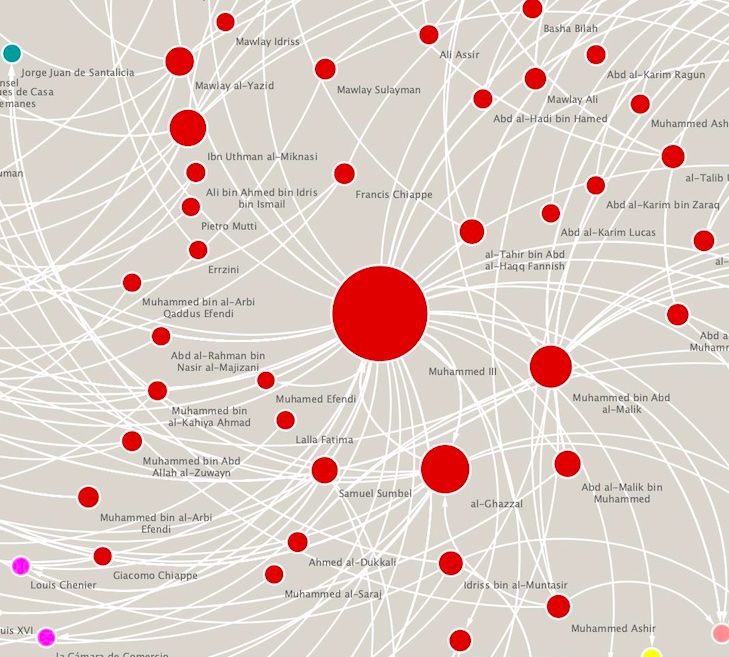 Mawlay Idriss
Basha Bilah
Ali Assir
Jorge Juan de Santalicia
Abd al-Karim Ragun
Mawlay al-Yazid
Mawlay Sulayman
nsel
es de Casa
emanes
Mawlay Ali
Abd al-Hadi bin Hamed
Muhammed Ash
Ibn Uthman al-Miknasi
uman
al-Talib
Ali bin Ahmed bin Idris
bin Ismail
Francis Chiappe
Abd al-Karim bin Zaraq
Pietro Mutti
Abd al-Karim Lucas
al-Tahir bin Abd
al-Haqq Fannish
al-
Errzini
Muhammed bin al-Arbi
Qaddus Efendi
Abd a
Muhamm
Abd al-Rahman bin
Nasir al-Majizani
Muhammed III
Muhamed Efendi
Muhammed bin Abd
al-Malik
Muhammed bin
al-Kahiya Ahmad
Lalla Fatima
Muhammed bin Abd
Allah al-Zuwayn
Samuel Sumbel
Abd al-Malik bin
Muhammed
al-Ghazzal
Muhammed bin al-Arbi
Efendi
Ahmed al-Dukkali
Giacomo Chiappe
Louis Chenier
Idriss bin al-Muntasir
Muhammed al-Saraj
Muhammed Ashir
uis XVI
la Cámara de Comercio